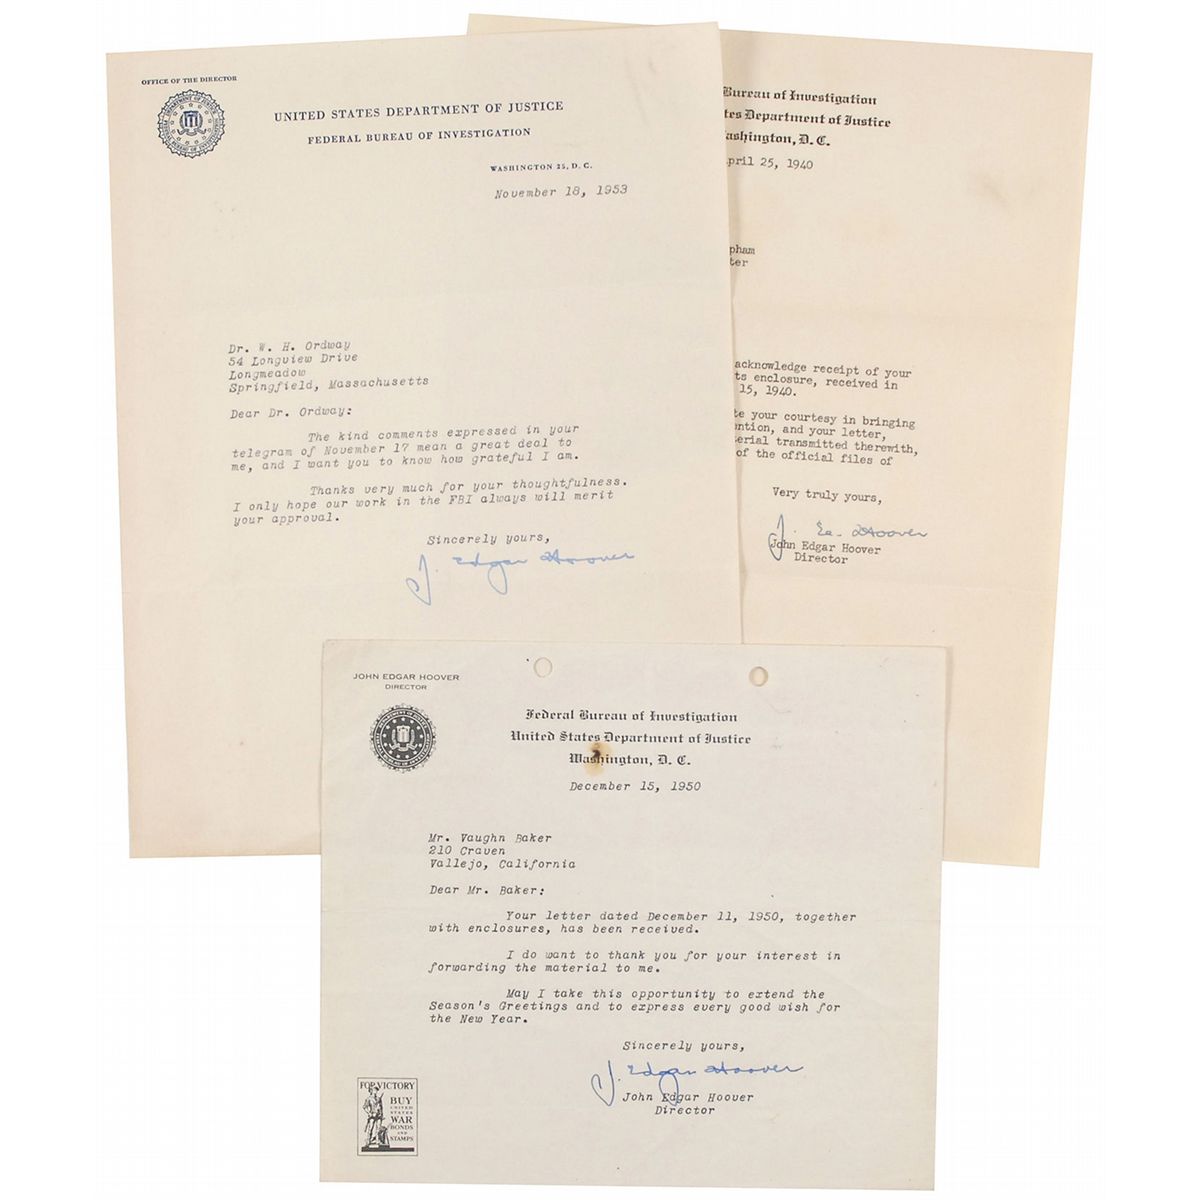 OFFICE OF THE DIRECTOR
UNITED STATES DEPARTMENT OF JUSTICE
FEDERAL BUREAU OF INVESTIGATION
WASHINGTON 25, D. C.
November 18, 1953
Dr. W. H. Ordway
54 Longview Drive
Longmeadow
Springfield, Massachusetts
Dear Dr. Ordway:
The kind comments expressed in your
telegram of November 17 mean a great deal to
me, and I want you to know how grateful I am.
Thanks very much for your thoughtfulness.
I only hope our work in the FBI always will merit
your approval.
Sincerely yours,
J. Edgar Hoover
Bureau of Investigation
tes Department of Justice
ashington, D. C.
pril 25, 1940
pham
ter
acknowledge receipt of your
ts enclosure, received in
15, 1940.
te your courtesy in bringing
ntion, and your letter,
erial transmitted therewith,
of the official files of
Very truly yours,
J. E. Hoover
John Edgar Hoover
Director
JOHN EDGAR HOOVER
DIRECTOR
Federal Bureau of Investigation
United States Department of Justice
Washington, D. C.
December 15, 1950
Mr. Vaughn Baker
210 Craven
Vallejo, California
Dear Mr. Baker:
Your letter dated December 11, 1950, together
with enclosures, has been received.
I do want to thank you for your interest in
forwarding the material to me.
May I take this opportunity to extend the
Season's Greetings and to express every good wish for
the New Year.
Sincerely yours,
J. Edgar Hoover
John Edgar Hoover
Director
FOR VICTORY
BUY
UNITED
STATES
WAR
BONDS
AND
STAMPS